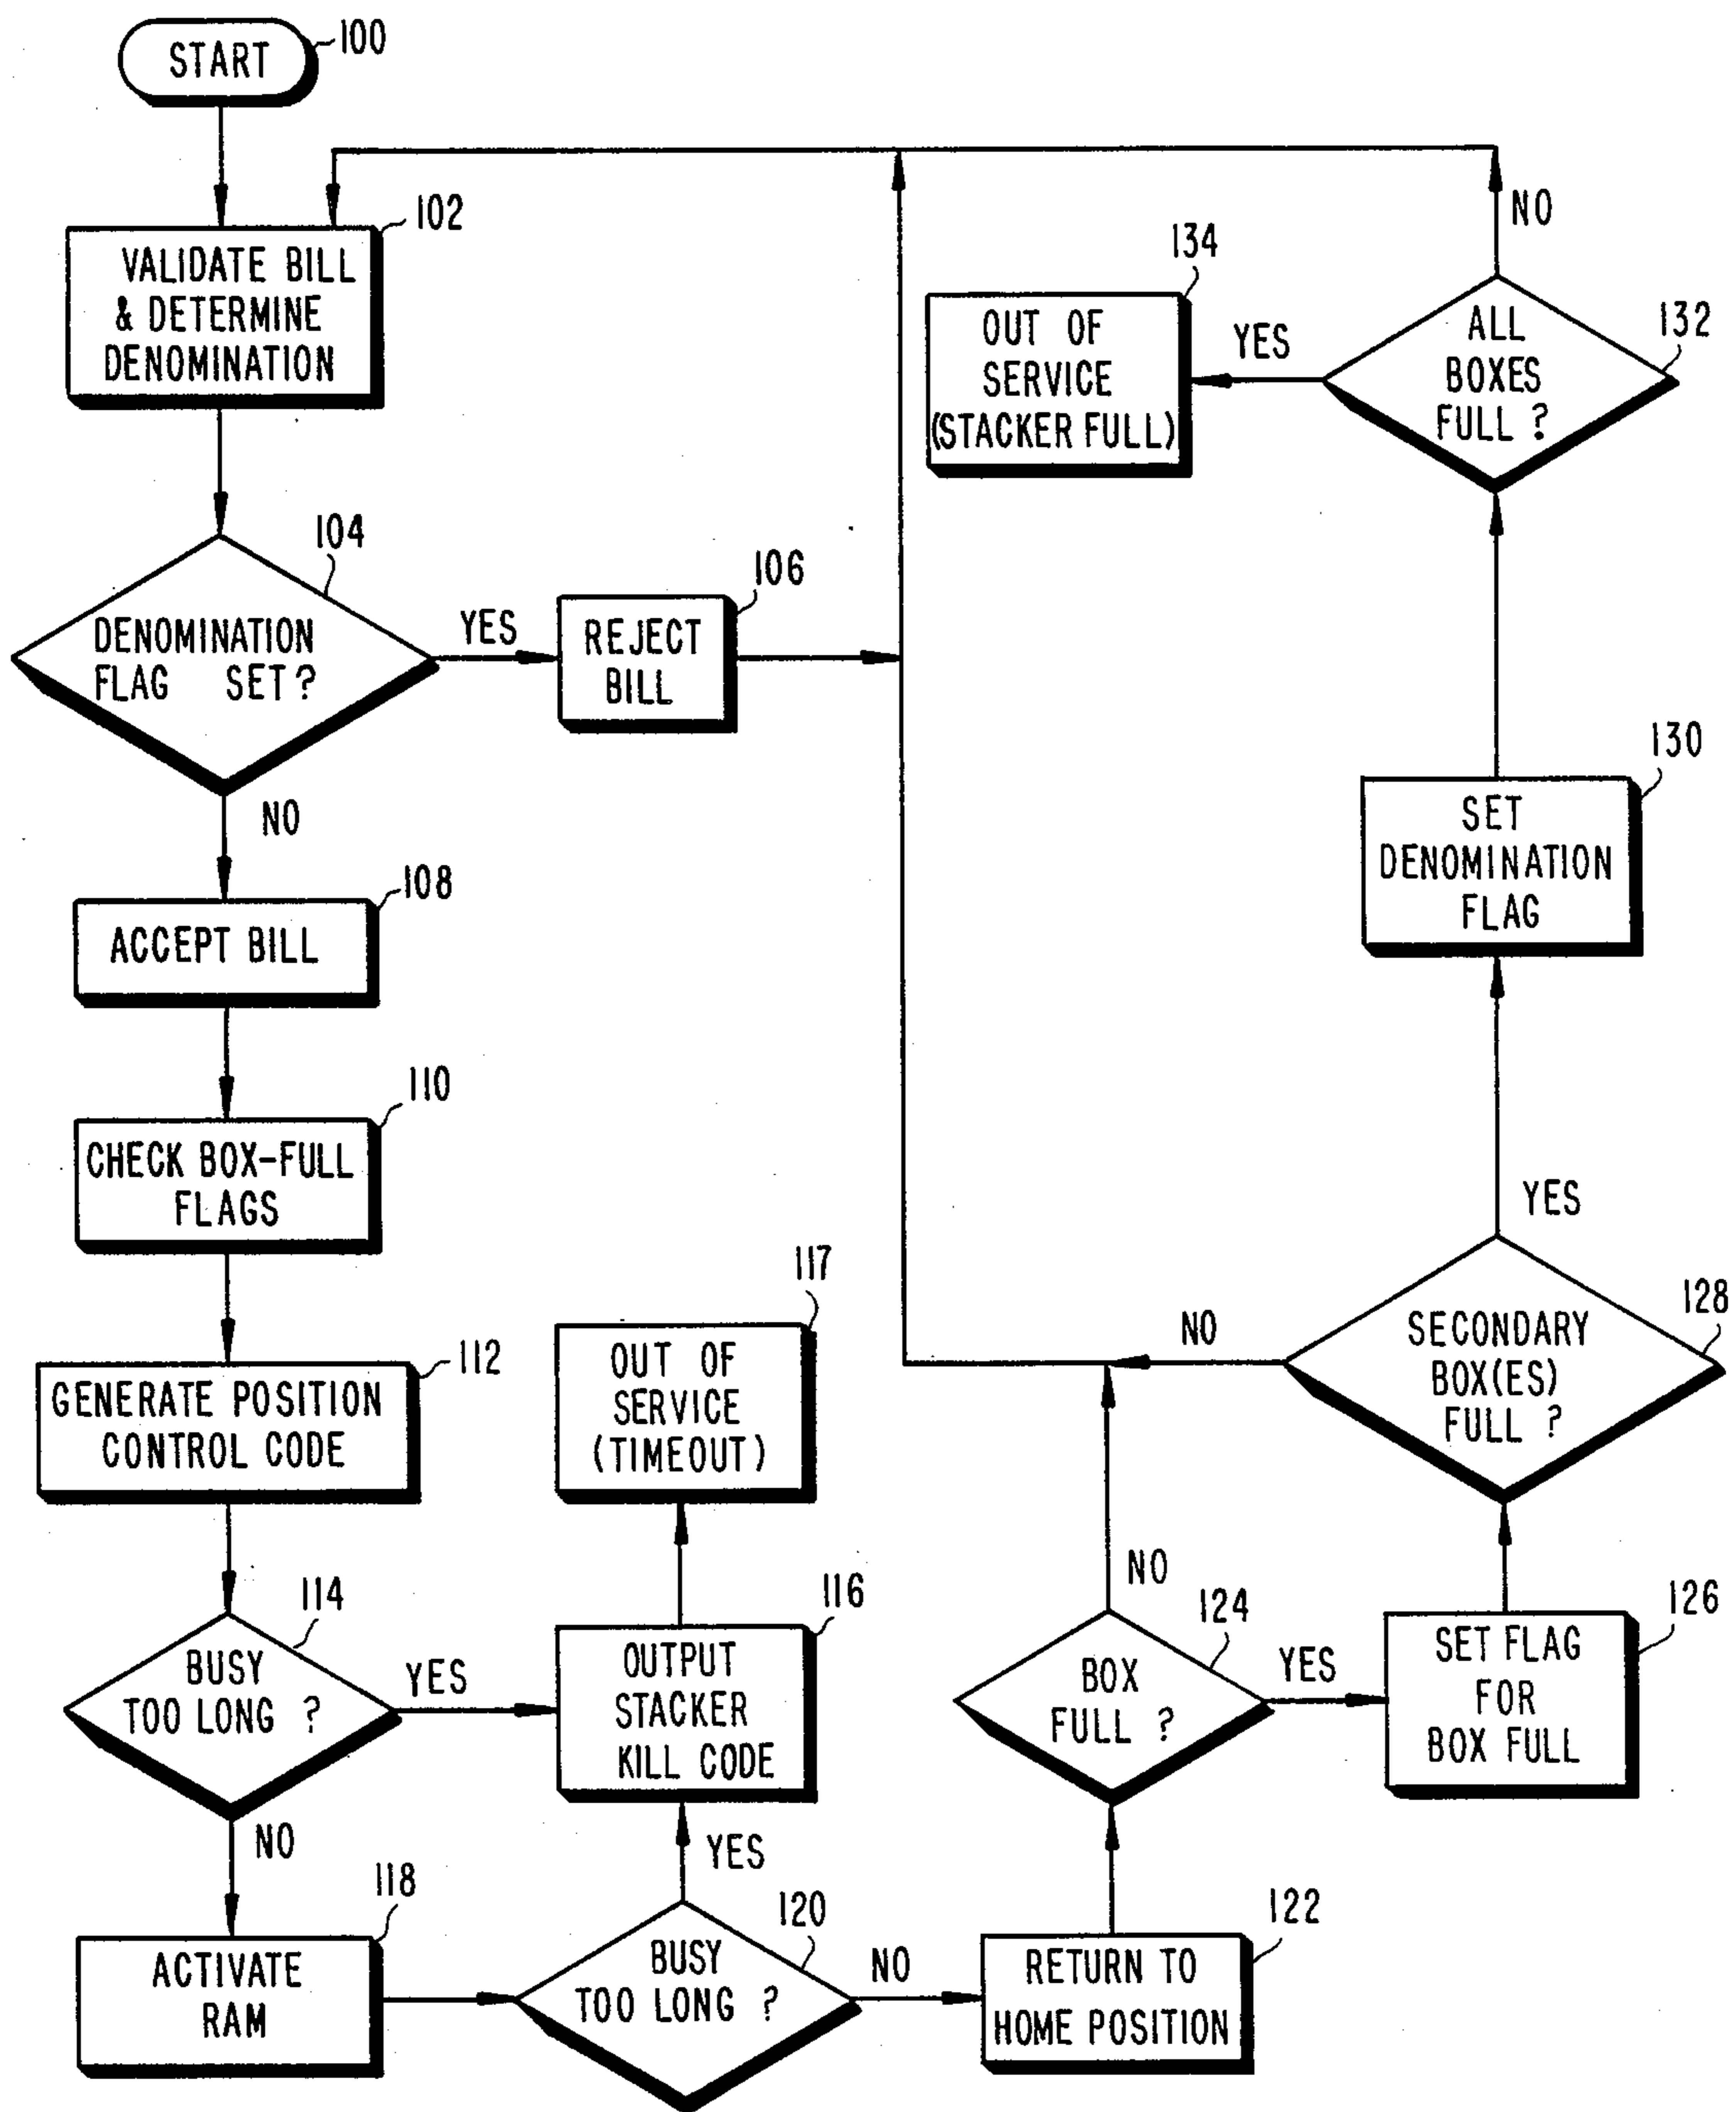 START
100
102
VALIDATE BILL
& DETERMINE
DENOMINATION
104
DENOMINATION
FLAG SET?
YES
106
REJECT
BILL
NO
108
ACCEPT BILL
110
CHECK BOX-FULL
FLAGS
112
GENERATE POSITION
CONTROL CODE
114
BUSY
TOO LONG ?
YES
116
OUTPUT
STACKER
KILL CODE
117
OUT OF
SERVICE
(TIMEOUT)
NO
118
ACTIVATE
RAM
120
BUSY
TOO LONG ?
YES
NO
122
RETURN TO
HOME POSITION
124
BOX
FULL ?
NO
YES
126
SET FLAG
FOR
BOX FULL
128
SECONDARY
BOX(ES)
FULL ?
NO
YES
130
SET
DENOMINATION
FLAG
132
ALL
BOXES
FULL ?
NO
YES
134
OUT OF
SERVICE
(STACKER FULL)